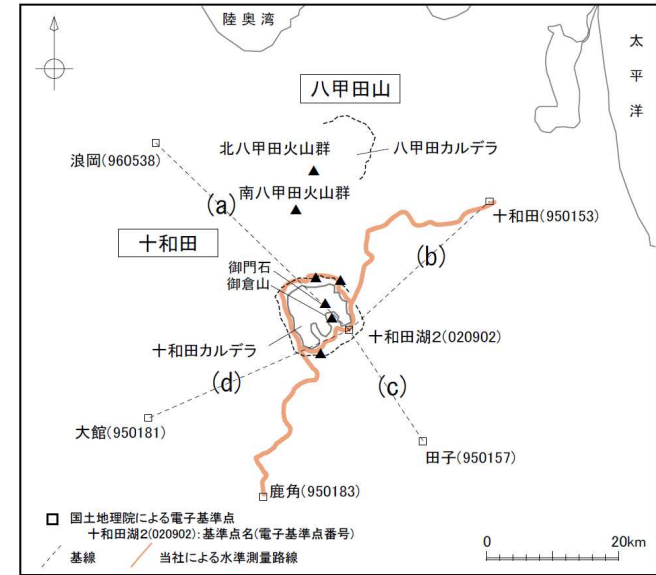 陸奥湾
太平洋
八甲田山
北八甲田火山群
八甲田カルデラ
浪岡(960538)
南八甲田火山群
(a)
十和田(950153)
十和田
(b)
御門石
御倉山
十和田湖2(020902)
十和田カルデラ
(d)
(c)
大館(950181)
田子(950157)
鹿角(950183)
国土地理院による電子基準点
十和田湖2(020902):基準点名(電子基準点番号)
基線 当社による水準測量路線
0 20km